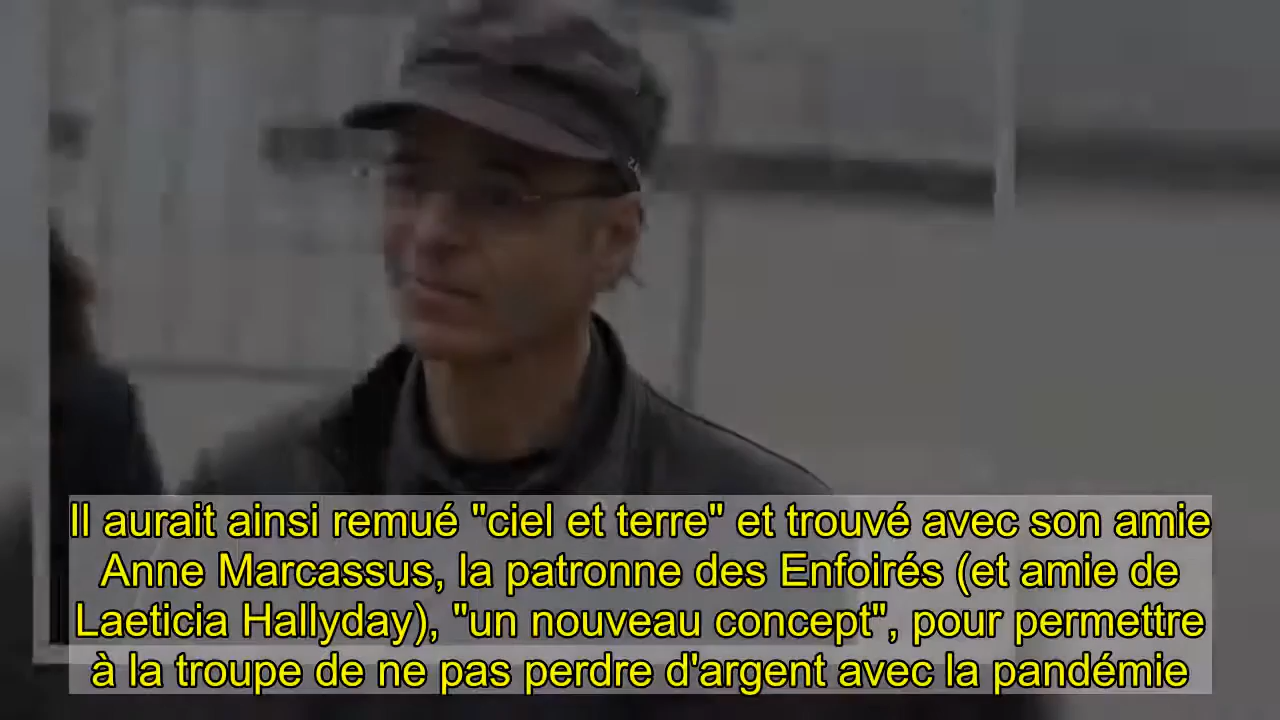 Il aurait ainsi remué "ciel et terre" et trouvé avec son amie
Anne Marcassus, la patronne des Enfoirés (et amie de
Laeticia Hallyday), "un nouveau concept", pour permettre
à la troupe de ne pas perdre d'argent avec la pandémie